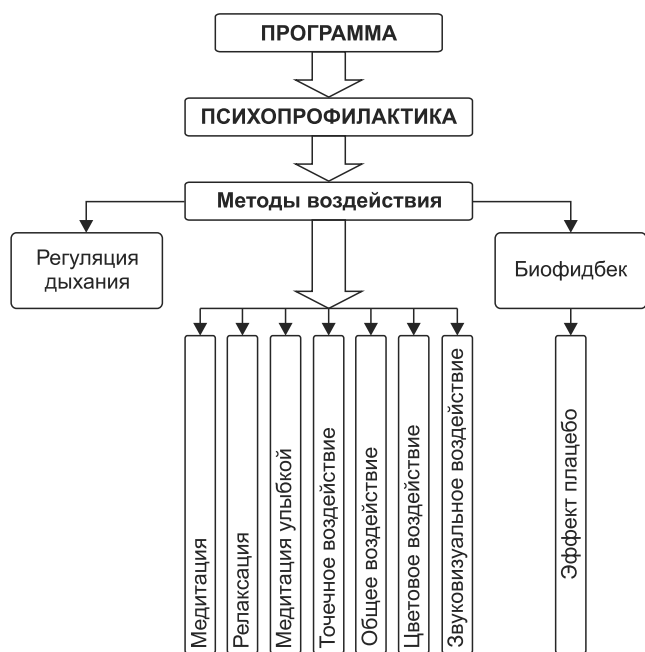 ПРОГРАММА
ПСИХОПРОФИЛАКТИКА
Методы воздействия
Регуляция
дыхания
Биофидбек
Медитация
Релаксация
Медитация улыбкой
Точечное воздействие
Общее воздействие
Цветовое воздействие
Звуковизуальное воздействие
Эффект плацебо